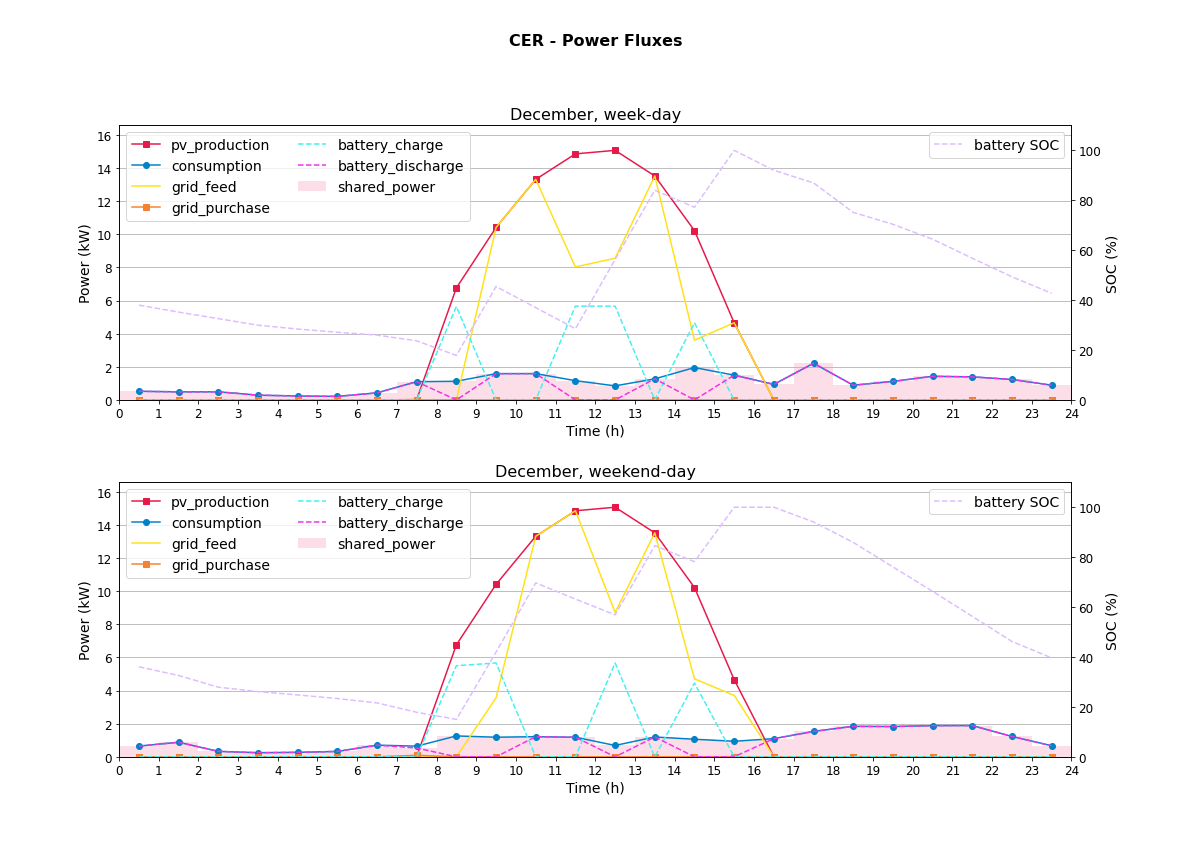 CER - Power Fluxes
December, week-day
pv_production
consumption
grid_feed
grid_purchase
battery_charge
battery_discharge
shared_power
battery SOC
16
14
12
10
8
6
4
2
0
Power (kW)
100
80
60
40
20
0
SOC (%)
0 1 2 3 4 5 6 7 8 9 10 11 12 13 14 15 16 17 18 19 20 21 22 23 24
Time (h)
December, weekend-day
pv_production
consumption
grid_feed
grid_purchase
battery_charge
battery_discharge
shared_power
battery SOC
16
14
12
10
8
6
4
2
0
Power (kW)
100
80
60
40
20
0
SOC (%)
0 1 2 3 4 5 6 7 8 9 10 11 12 13 14 15 16 17 18 19 20 21 22 23 24
Time (h)